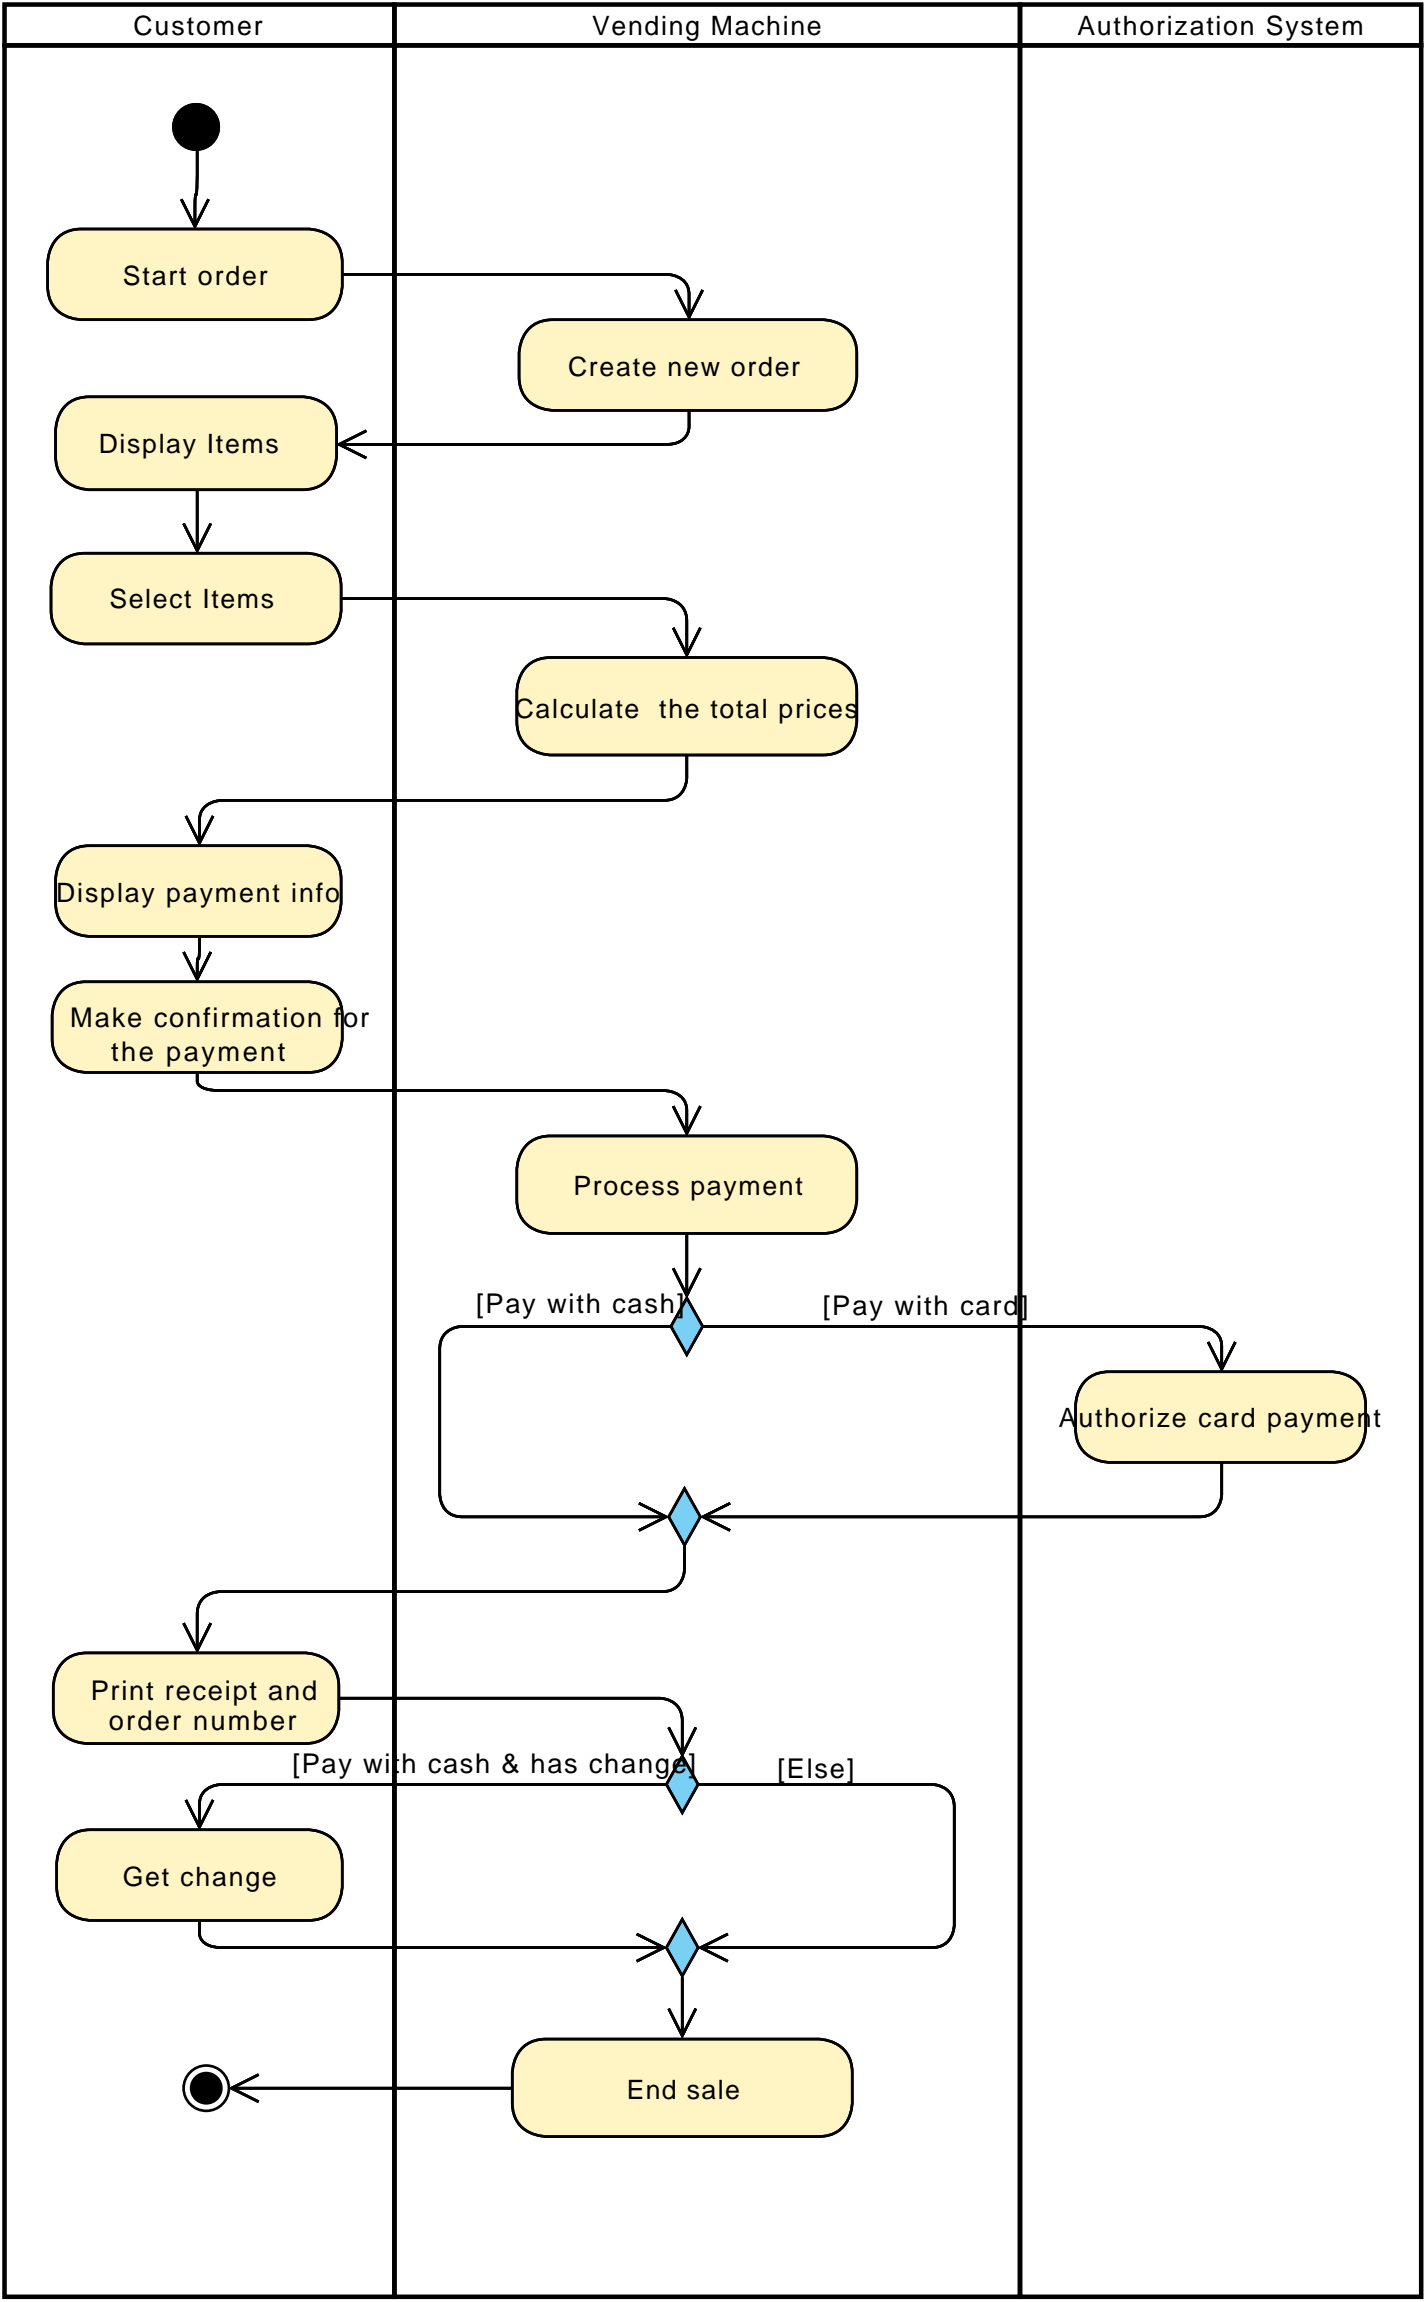 Customer
Vending Machine
Authorization System
Start order
Create new order
Display Items
Select Items
Calculate  the total prices
Display payment info
Make confirmation for
the payment
Process payment
[Pay with cash]
[Pay with card]
Authorize card payment
Print receipt and
order number
[Pay with cash & has change]
[Else]
Get change
End sale